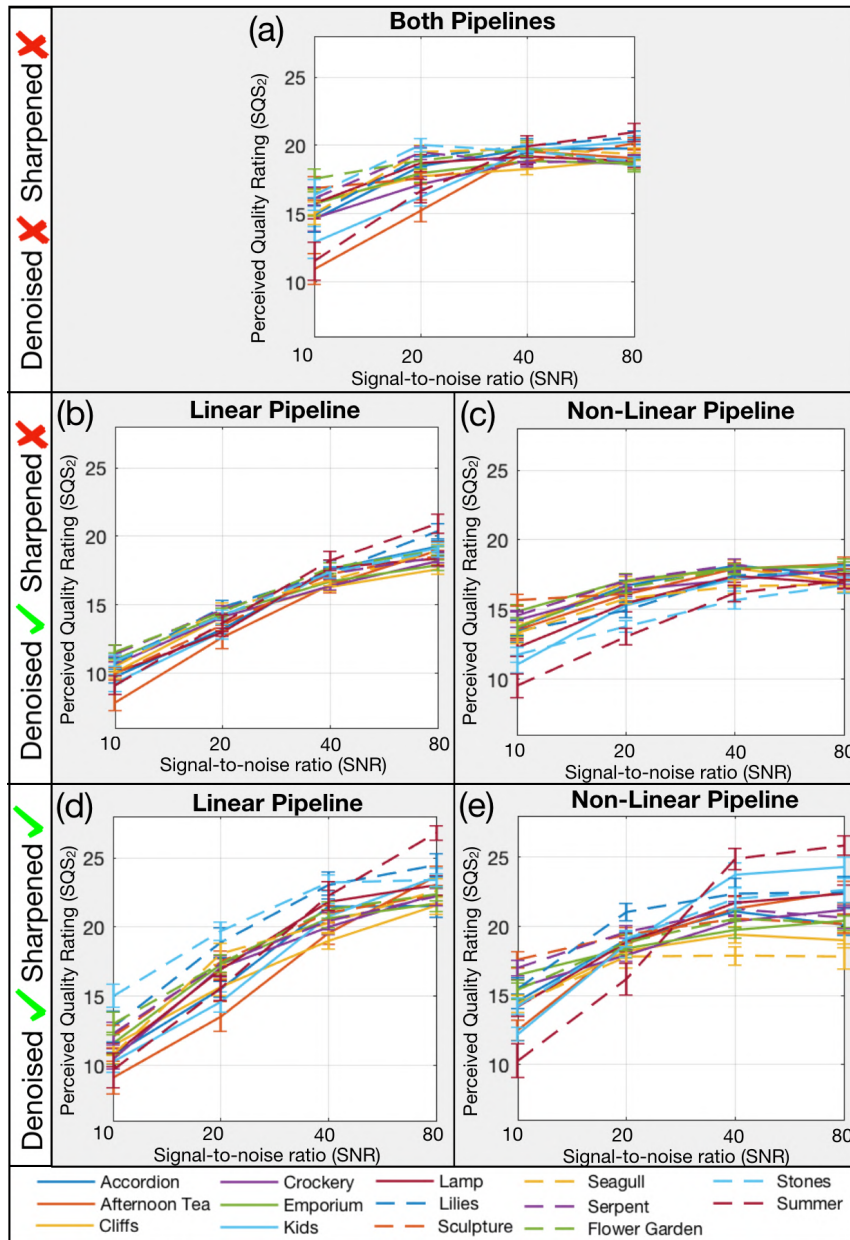 Denoised ✗ Sharpened ✗
(a)
Both Pipelines
Perceived Quality Rating (SQS₂)
25
20
15
10
10 20 40 80
Signal-to-noise ratio (SNR)
Denoised ✓ Sharpened ✗
(b)
Linear Pipeline
Perceived Quality Rating (SQS₂)
25
20
15
10
10 20 40 80
Signal-to-noise ratio (SNR)
(c)
Non-Linear Pipeline
Perceived Quality Rating (SQS₂)
25
20
15
10
10 20 40 80
Signal-to-noise ratio (SNR)
Denoised ✓ Sharpened ✓
(d)
Linear Pipeline
Perceived Quality Rating (SQS₂)
25
20
15
10
10 20 40 80
Signal-to-noise ratio (SNR)
(e)
Non-Linear Pipeline
Perceived Quality Rating (SQS₂)
25
20
15
10
10 20 40 80
Signal-to-noise ratio (SNR)
Accordion Crockery Lamp Seagull Stones
Afternoon Tea Emporium Lilies Serpent Summer
Cliffs Kids Sculpture Flower Garden